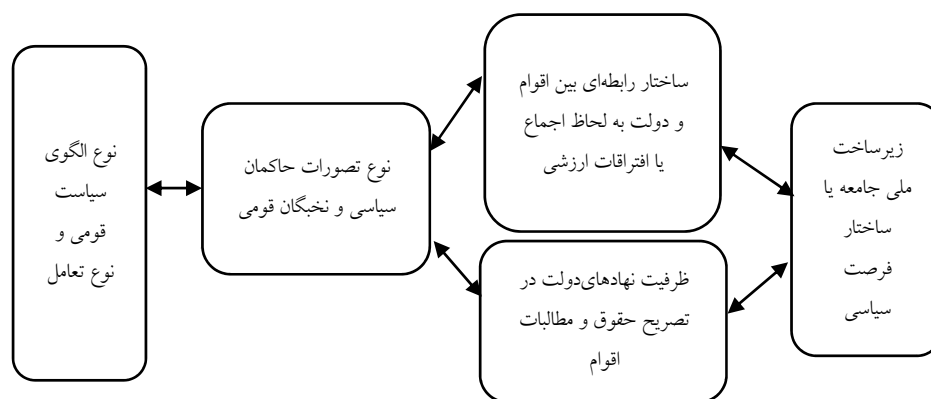 زیرساخت
ملی جامعه یا
ساختار
فرصت
سیاسی
ساختار رابطه‌ای بین اقوام
و دولت به لحاظ اجماع
یا افتراقات ارزشی
ظرفیت نهادهای‌دولت در
تصریح حقوق و مطالبات
اقوام
نوع تصورات حاکمان
سیاسی و نخبگان قومی
نوع الگوی
سیاست
قومی و
نوع تعامل